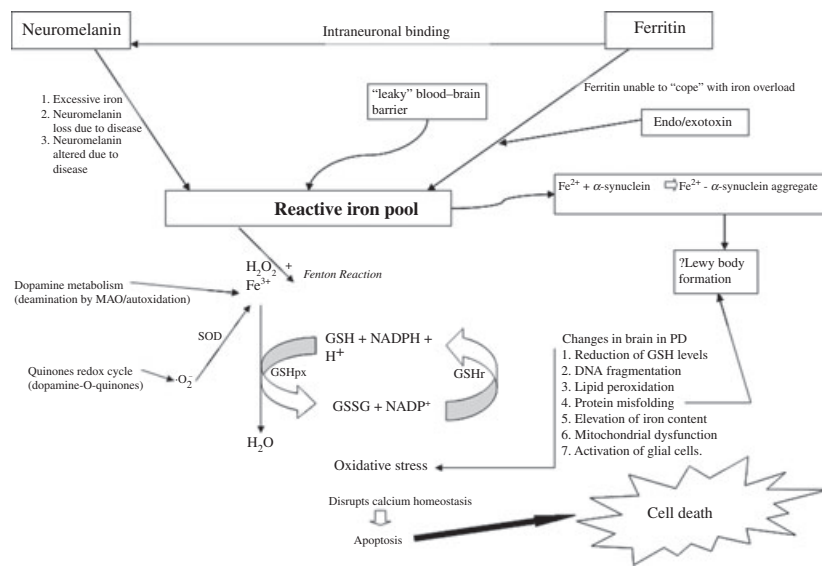 Neuromelanin
Intraneuronal binding
Ferritin
1. Excessive iron
2. Neuromelanin
loss due to disease
3. Neuromelanin
altered due to
disease
“leaky” blood–brain
barrier
Ferritin unable to “cope” with iron overload
Endo/exotoxin
Reactive iron pool
Fe²⁺ + α-synuclein ⇨ Fe²⁺ - α-synuclein aggregate
?Lewy body
formation
H₂O₂ +
Fe³⁺
Fenton Reaction
Dopamine metabolism
(deamination by MAO/autoxidation)
SOD
Quinones redox cycle
(dopamine-O-quinones)
·O₂⁻
GSH + NADPH +
H⁺
GSHpx
GSHr
GSSG + NADP⁺
H₂O
Changes in brain in PD
1. Reduction of GSH levels
2. DNA fragmentation
3. Lipid peroxidation
4. Protein misfolding
5. Elevation of iron content
6. Mitochondrial dysfunction
7. Activation of glial cells.
Oxidative stress
Disrupts calcium homeostasis
Apoptosis
Cell death